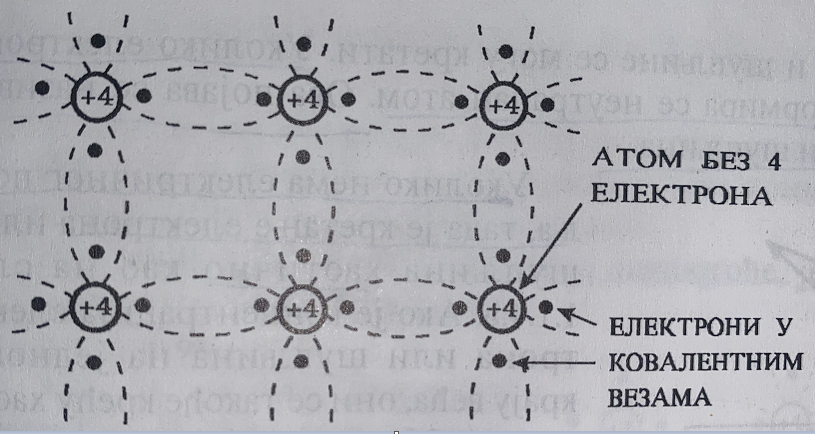 +4 +4 +4
АТОМ БЕЗ 4
ЕЛЕКТРОНА
+4 +4 +4
ЕЛЕКТРОНИ У
КОВАЛЕНТНИМ
ВЕЗАМА